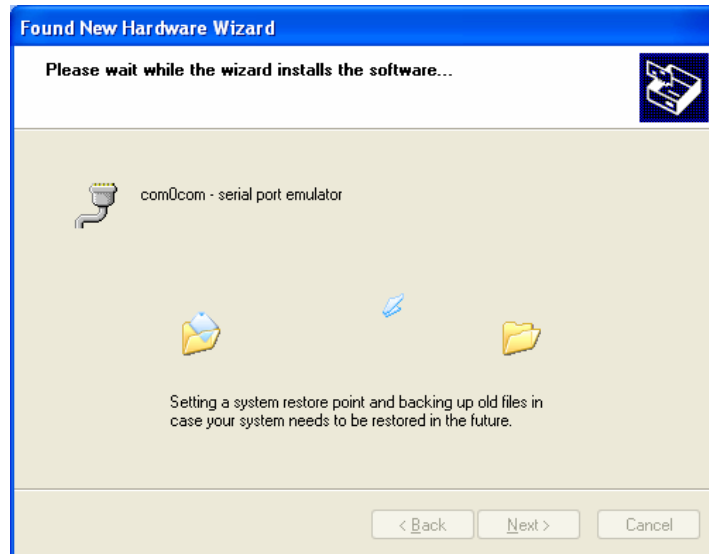 Found New Hardware Wizard
Please wait while the wizard installs the software...
com0com - serial port emulator
Setting a system restore point and backing up old files in
case your system needs to be restored in the future.
< Back
Next >
Cancel